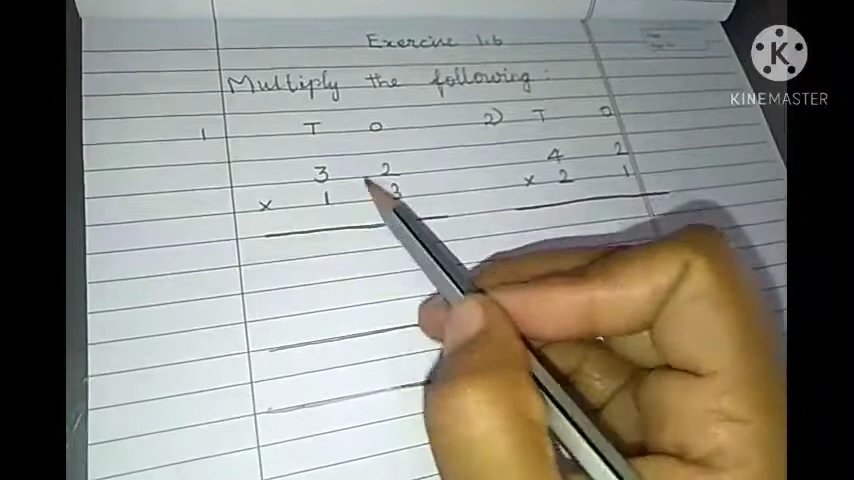 Exercise 1.6
Multiply the following :
1 T O 2) T O
3 2 4 2
x 1 3 x 2 1
K
KINEMASTER